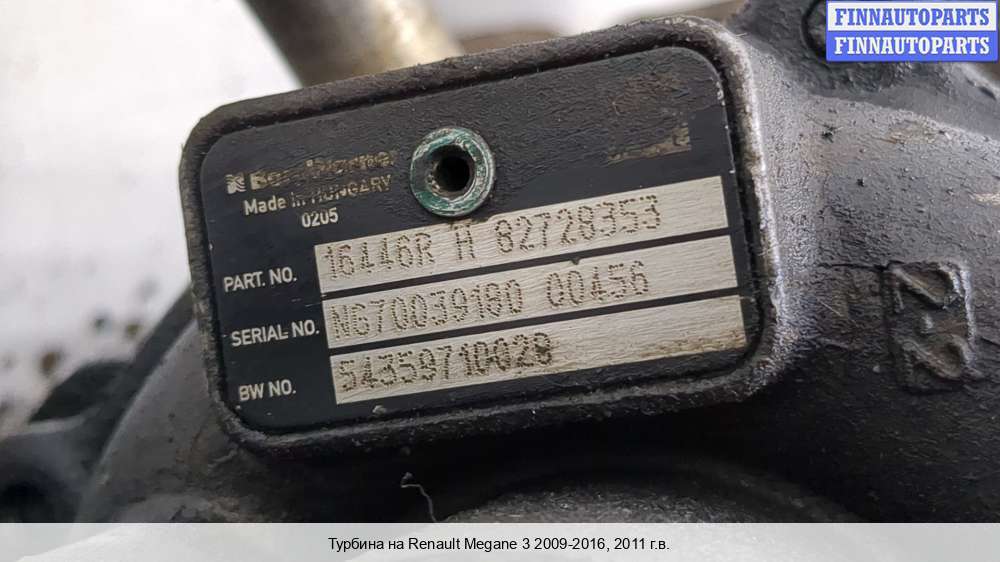 FINNAUTOPARTS
FINNAUTOPARTS
BorgWarner
Made in HUNGARY
0205
PART. NO. 16446R H 82728353
SERIAL NO. NG70039180 00456
BW NO. 54359710028
Турбина на Renault Megane 3 2009-2016, 2011 г.в.